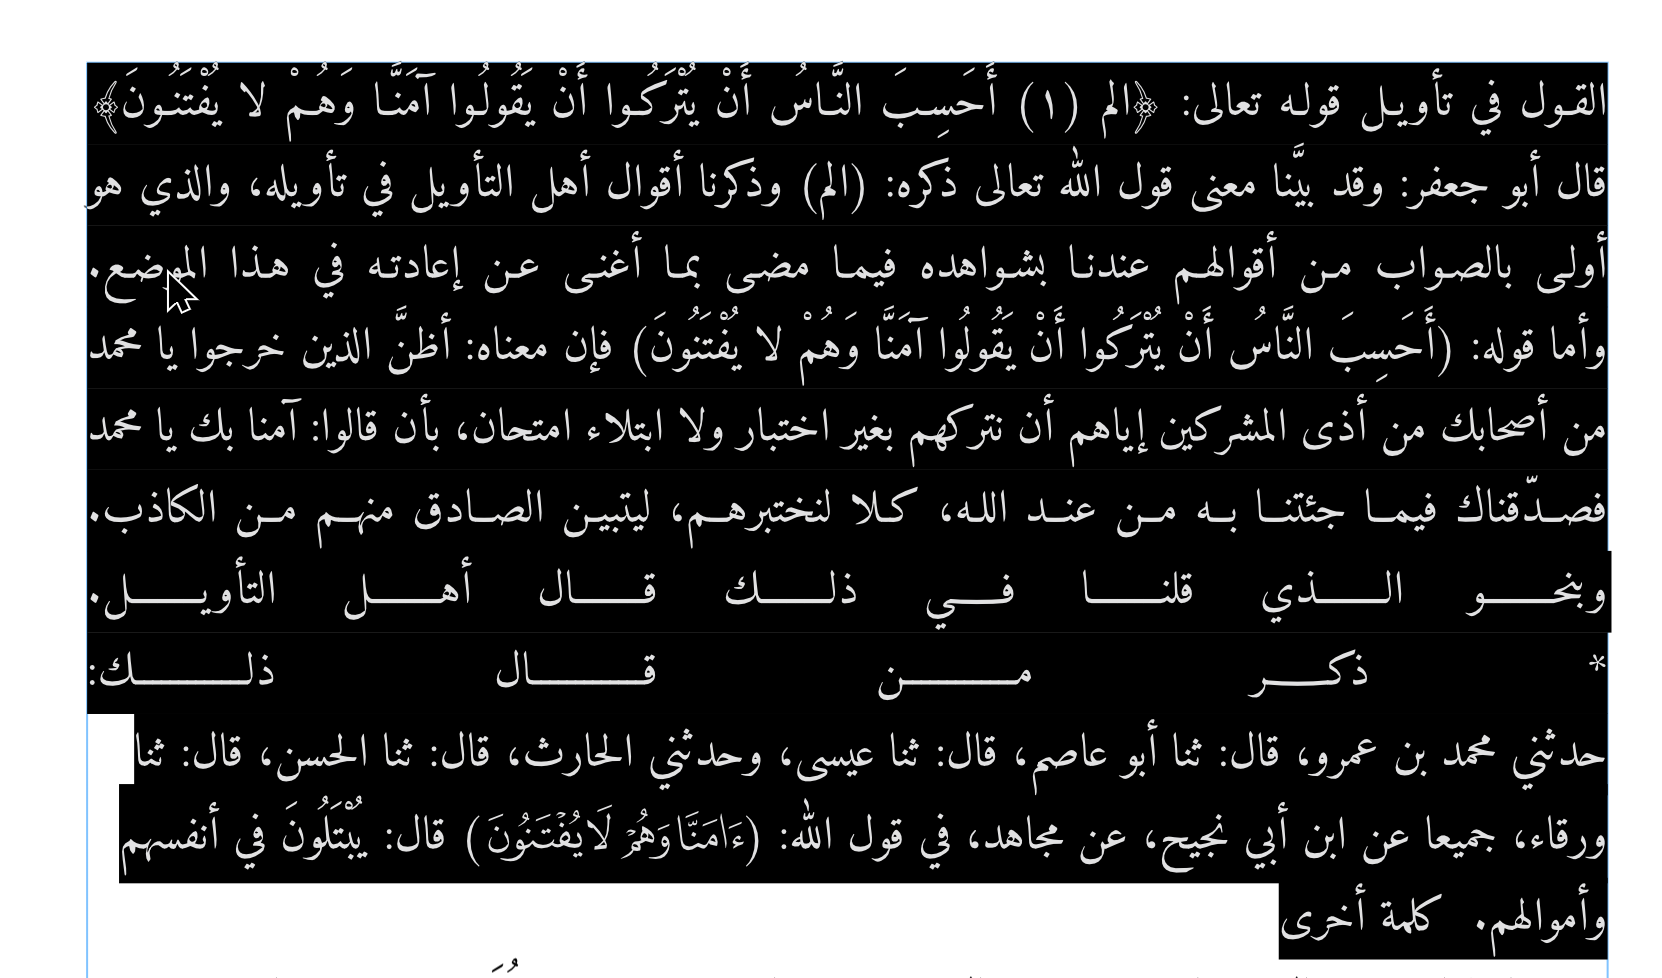 القول في تأويل قوله تعالى: ﴿الم (١) أَحَسِبَ النَّاسُ أَنْ يُتْرَكُوا أَنْ يَقُولُوا آمَنَّا وَهُمْ لا يُفْتَنُونَ﴾
قال أبو جعفر: وقد بيَّنا معنى قول الله تعالى ذكره: (الم) وذكرنا أقوال أهل التأويل في تأويله، والذي هو
أولى بالصواب من أقوالهم عندنا بشواهده فيما مضى بما أغنى عن إعادته في هذا الموضع.
وأما قوله: (أَحَسِبَ النَّاسُ أَنْ يُتْرَكُوا أَنْ يَقُولُوا آمَنَّا وَهُمْ لا يُفْتَنُونَ) فإن معناه: أظنَّ الذين خرجوا يا محمد
من أصحابك من أذى المشركين إياهم أن نتركهم بغير اختبار ولا ابتلاء امتحان، بأن قالوا: آمنا بك يا محمد
فصدّقناك فيما جئتنا به من عند الله، كلا لنختبرهم، ليتبين الصادق منهم من الكاذب.
وبنحو الذي قلنا في ذلك قال أهل التأويل.
* ذكر من قال ذلك:
حدثني محمد بن عمرو، قال: ثنا أبو عاصم، قال: ثنا عيسى، وحدثني الحارث، قال: ثنا الحسن، قال: ثنا
ورقاء، جميعا عن ابن أبي نجيح، عن مجاهد، في قول الله: (ءَامَنَّا وَهُمْ لَا يُفْتَنُونَ) قال: يُبْتَلُونَ في أنفسهم
وأموالهم. كلمة أخرى